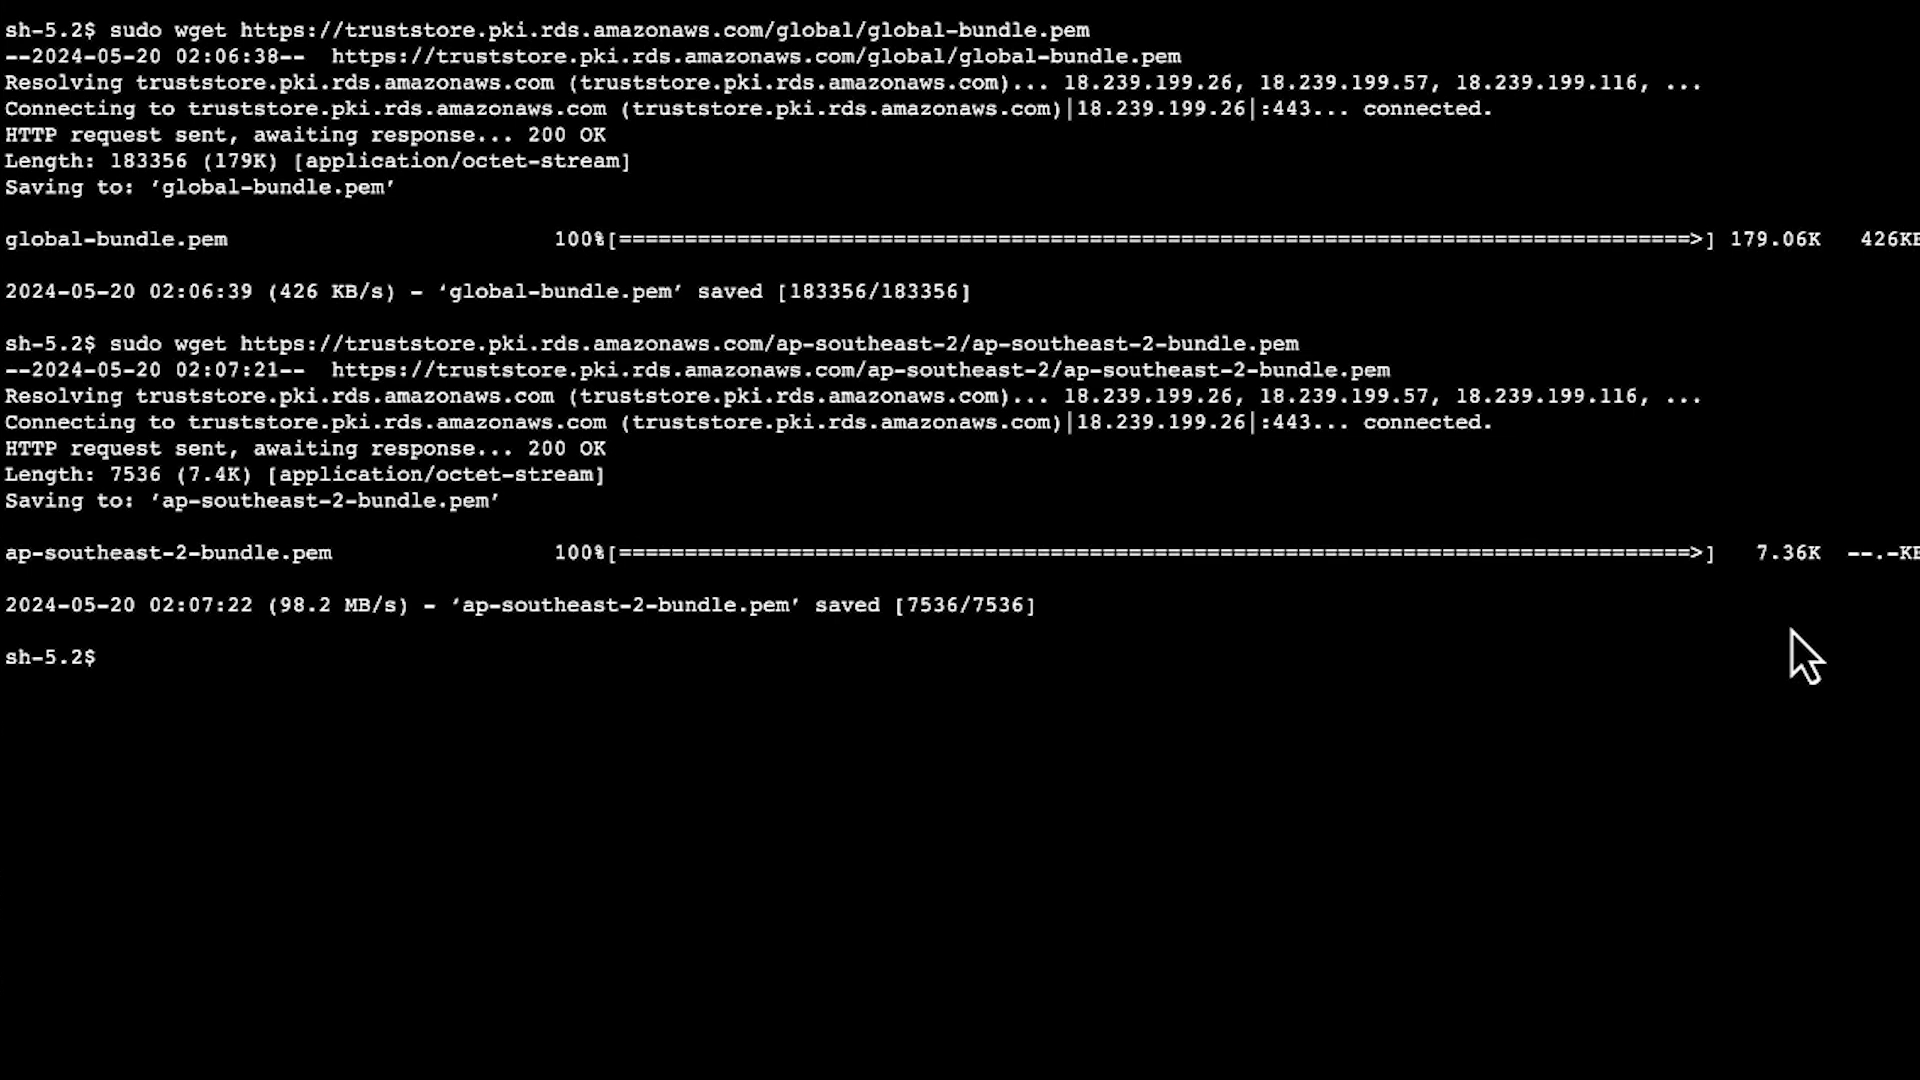 sh-5.2$ sudo wget https://truststore.pki.rds.amazonaws.com/global/global-bundle.pem
--2024-05-20 02:06:38--  https://truststore.pki.rds.amazonaws.com/global/global-bundle.pem
Resolving truststore.pki.rds.amazonaws.com (truststore.pki.rds.amazonaws.com)... 18.239.199.26, 18.239.199.57, 18.239.199.116, ...
Connecting to truststore.pki.rds.amazonaws.com (truststore.pki.rds.amazonaws.com)|18.239.199.26|:443... connected.
HTTP request sent, awaiting response... 200 OK
Length: 183356 (179K) [application/octet-stream]
Saving to: ‘global-bundle.pem’
global-bundle.pem 100%[==================================================================================>] 179.06K 426KB
2024-05-20 02:06:39 (426 KB/s) - ‘global-bundle.pem’ saved [183356/183356]
sh-5.2$ sudo wget https://truststore.pki.rds.amazonaws.com/ap-southeast-2/ap-southeast-2-bundle.pem
--2024-05-20 02:07:21--  https://truststore.pki.rds.amazonaws.com/ap-southeast-2/ap-southeast-2-bundle.pem
Resolving truststore.pki.rds.amazonaws.com (truststore.pki.rds.amazonaws.com)... 18.239.199.26, 18.239.199.57, 18.239.199.116, ...
Connecting to truststore.pki.rds.amazonaws.com (truststore.pki.rds.amazonaws.com)|18.239.199.26|:443... connected.
HTTP request sent, awaiting response... 200 OK
Length: 7536 (7.4K) [application/octet-stream]
Saving to: ‘ap-southeast-2-bundle.pem’
ap-southeast-2-bundle.pem 100%[==================================================================================>] 7.36K --.-KB
2024-05-20 02:07:22 (98.2 MB/s) - ‘ap-southeast-2-bundle.pem’ saved [7536/7536]
sh-5.2$